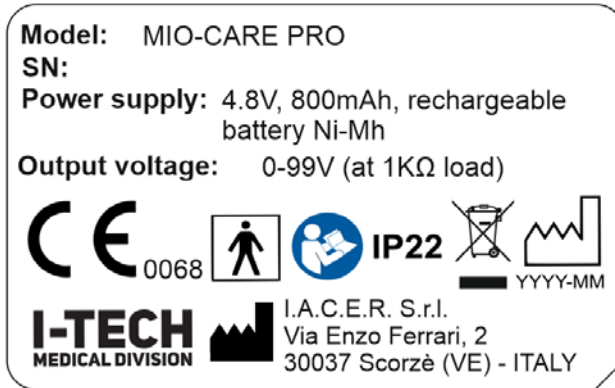 Model: MIO-CARE PRO
SN:
Power supply: 4.8V, 800mAh, rechargeable
battery Ni-Mh
Output voltage: 0-99V (at 1KΩ load)
CE 0068 IP22 YYYY-MM
I-TECH
MEDICAL DIVISION
I.A.C.E.R. S.r.l.
Via Enzo Ferrari, 2
30037 Scorzè (VE) - ITALY